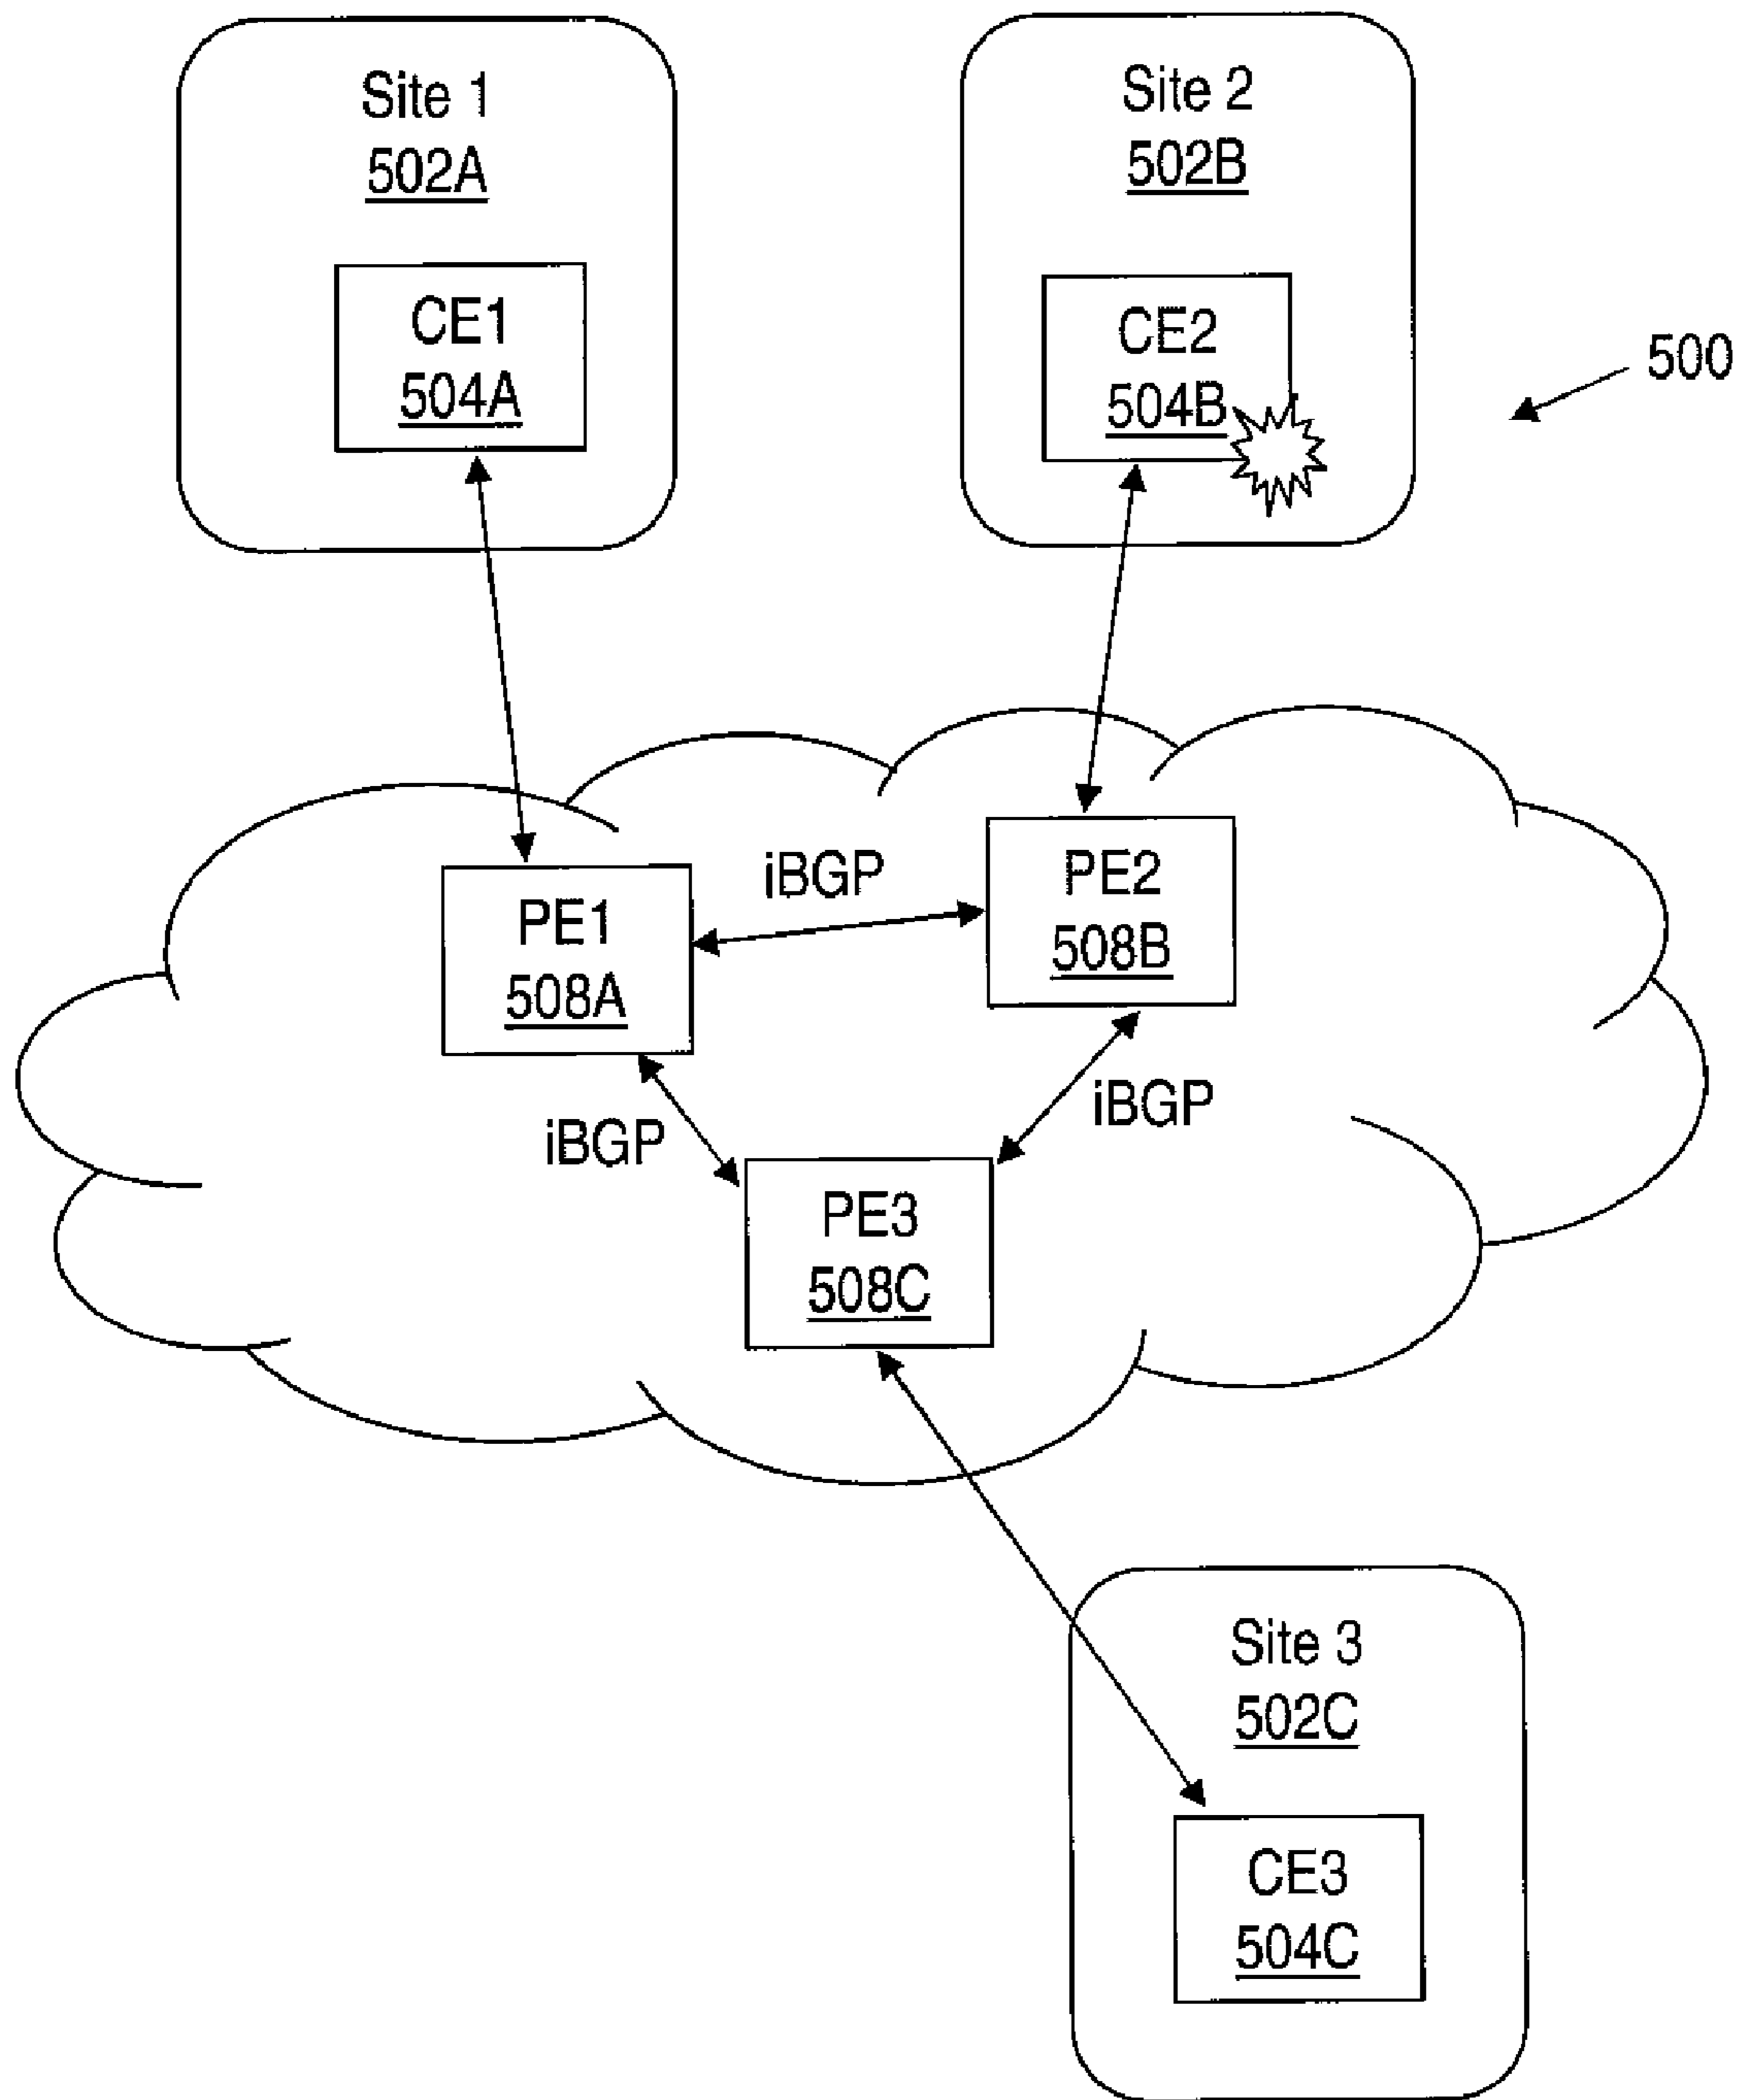 Site 1
502A
CE1
504A
Site 2
502B
CE2
504B
500
iBGP
PE1
508A
PE2
508B
iBGP
iBGP
PE3
508C
Site 3
502C
CE3
504C